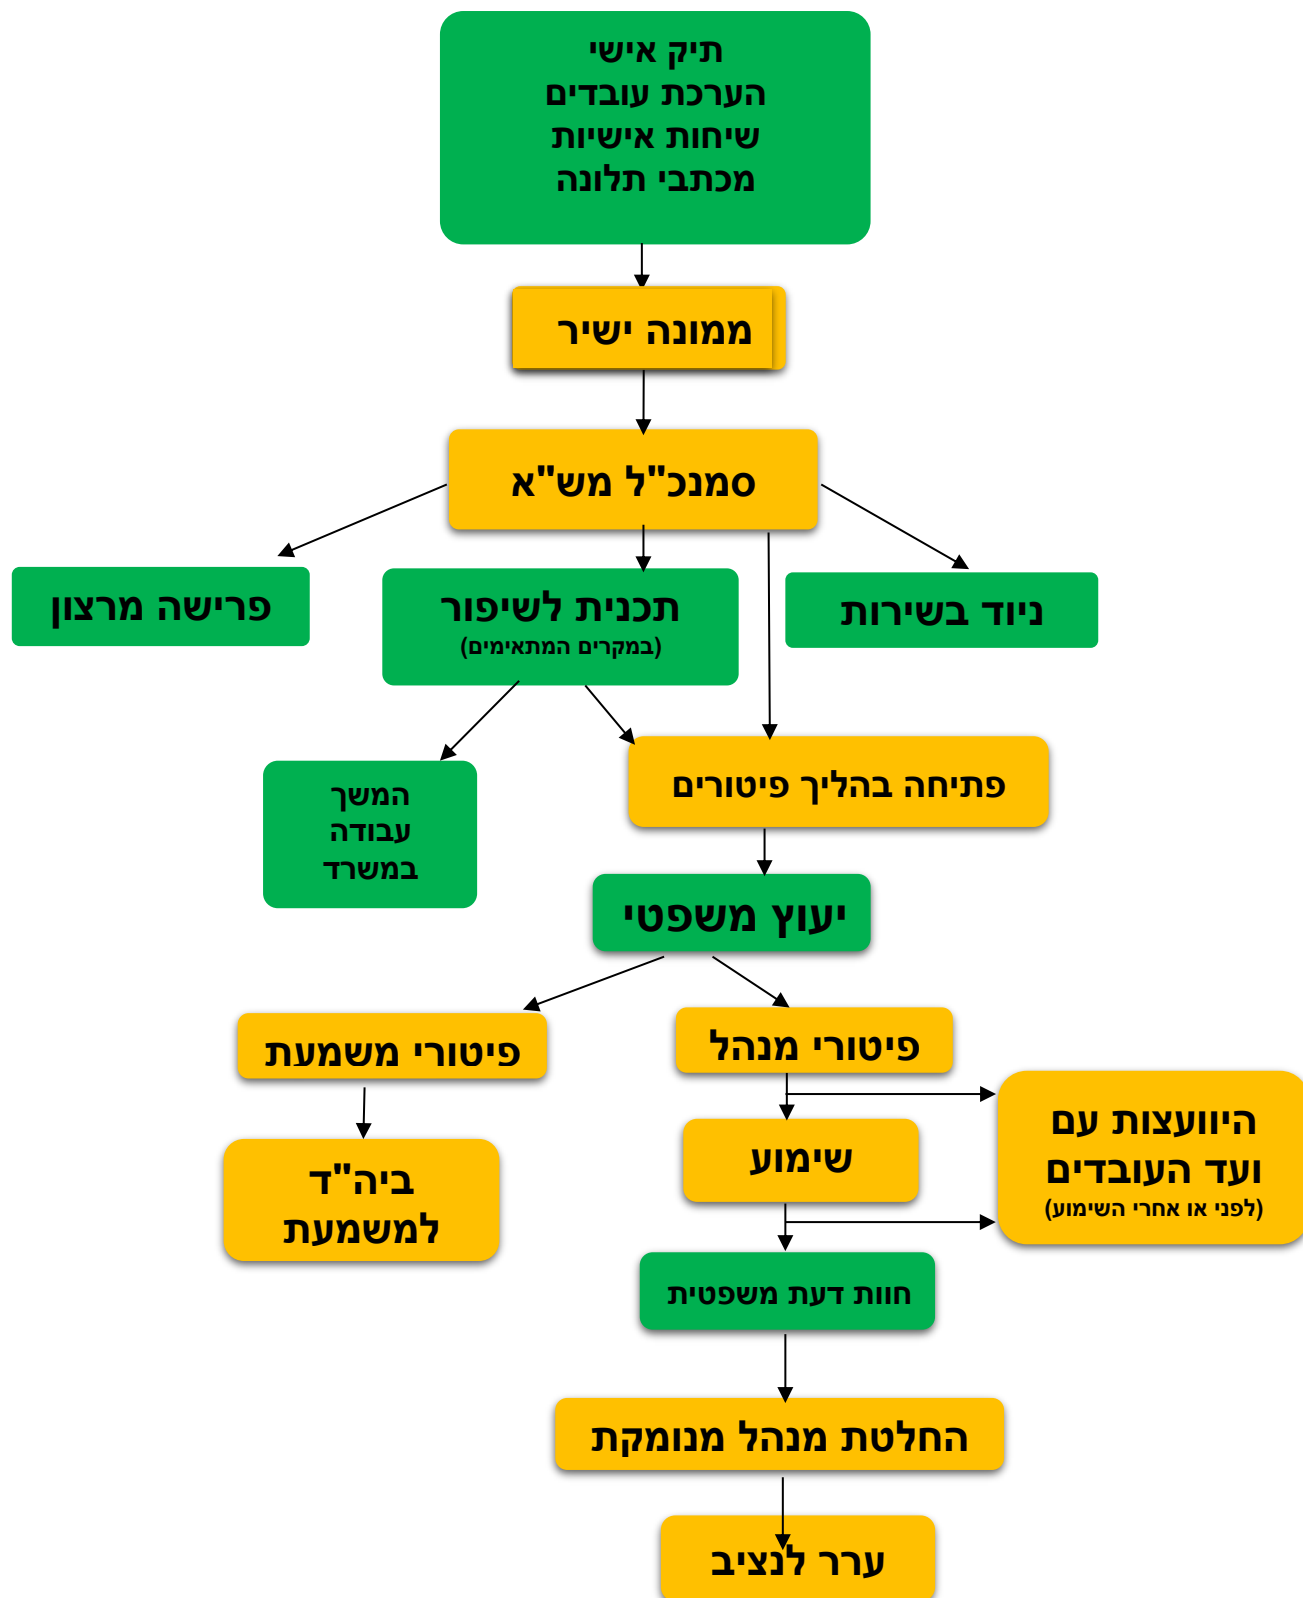 תיק אישי
הערכת עובדים
שיחות אישיות
מכתבי תלונה
ממונה ישיר
סמנכ"ל מש"א
ניוד בשירות
תכנית לשיפור
(במקרים המתאימים)
פרישה מרצון
פתיחה בהליך פיטורים
המשך
עבודה
במשרד
יעוץ משפטי
פיטורי מנהל
פיטורי משמעת
היוועצות עם
ועד העובדים
(לפני או אחרי השימוע)
שימוע
ביה"ד
למשמעת
חוות דעת משפטית
החלטת מנהל מנומקת
ערר לנציב